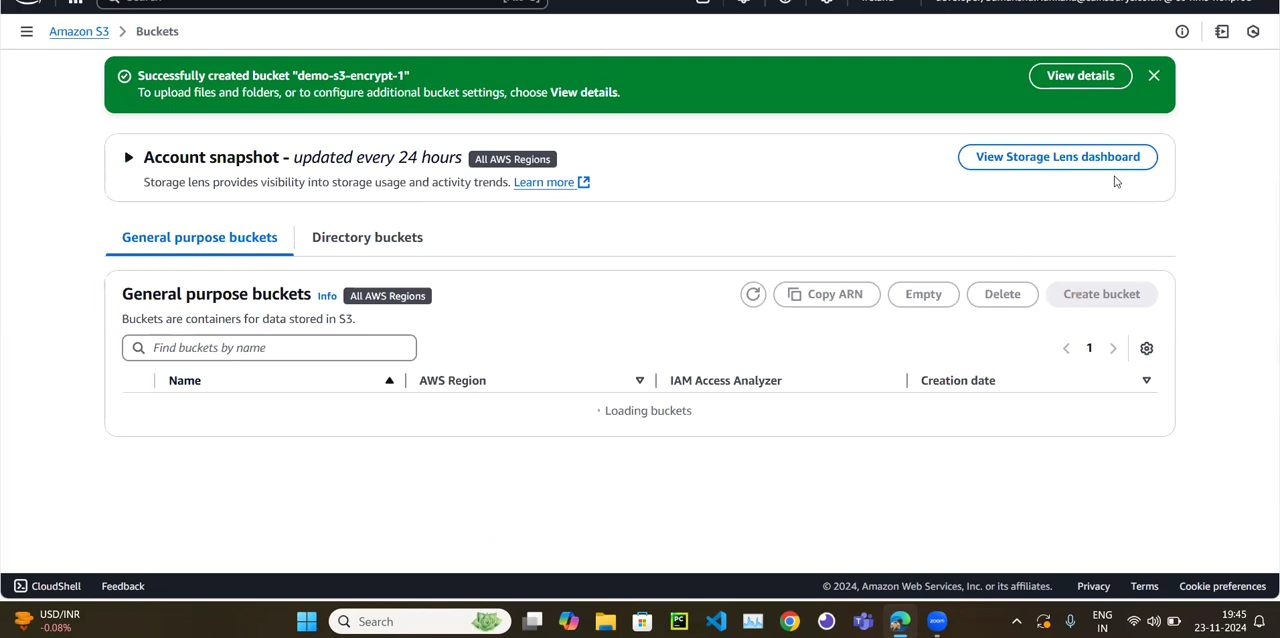 Amazon S3 > Buckets
Successfully created bucket "demo-s3-encrypt-1"
To upload files and folders, or to configure additional bucket settings, choose View details.
View details
Account snapshot - updated every 24 hours All AWS Regions
View Storage Lens dashboard
Storage lens provides visibility into storage usage and activity trends. Learn more
General purpose buckets
Directory buckets
General purpose buckets Info All AWS Regions
Copy ARN
Empty
Delete
Create bucket
Buckets are containers for data stored in S3.
Find buckets by name
1
Name
AWS Region
IAM Access Analyzer
Creation date
Loading buckets
CloudShell
Feedback
© 2024, Amazon Web Services, Inc. or its affiliates.
Privacy
Terms
Cookie preferences
USD/INR
-0.08%
Search
PC
zoom
ENG
IN
19:45
23-11-2024